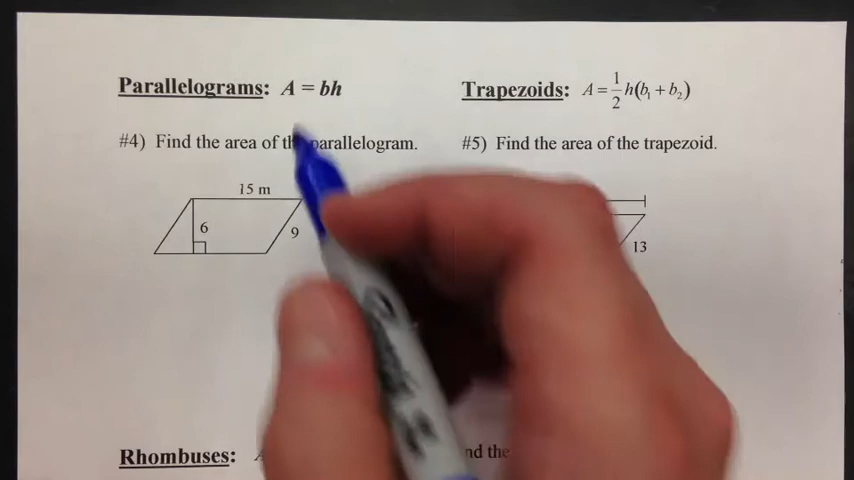 Parallelograms: A = bh
#4) Find the area of the parallelogram.
15 m
6
9
Trapezoids: A = 1/2 h(b₁ + b₂)
#5) Find the area of the trapezoid.
13
Rhombuses:
the